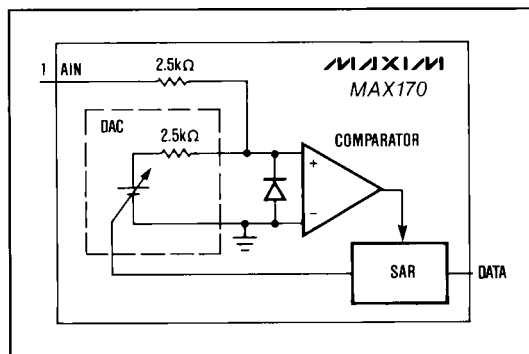 1 AIN
2.5kΩ
MAXIM
MAX170
DAC
2.5kΩ
COMPARATOR
+
−
SAR
DATA